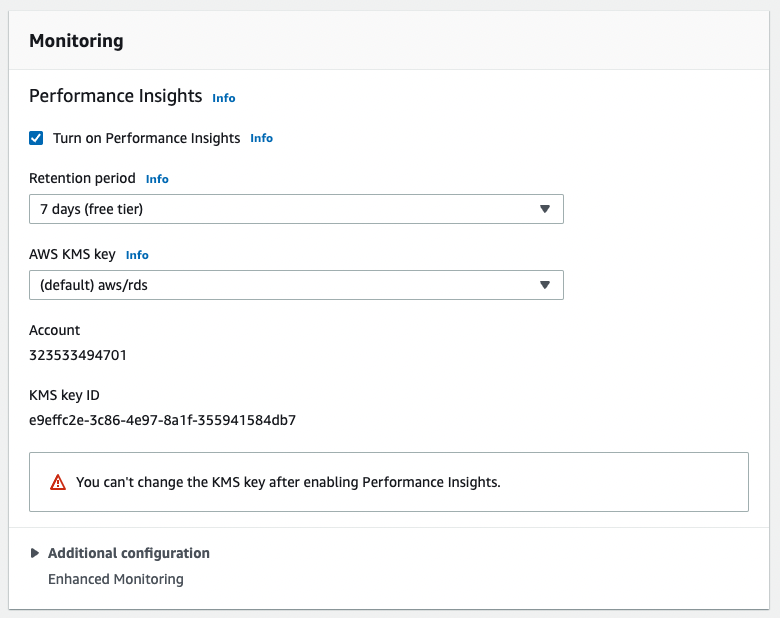 Monitoring
Performance Insights Info
Turn on Performance Insights Info
Retention period Info
7 days (free tier)
AWS KMS key Info
(default) aws/rds
Account
323533494701
KMS key ID
e9effc2e-3c86-4e97-8a1f-355941584db7
You can't change the KMS key after enabling Performance Insights.
Additional configuration
Enhanced Monitoring